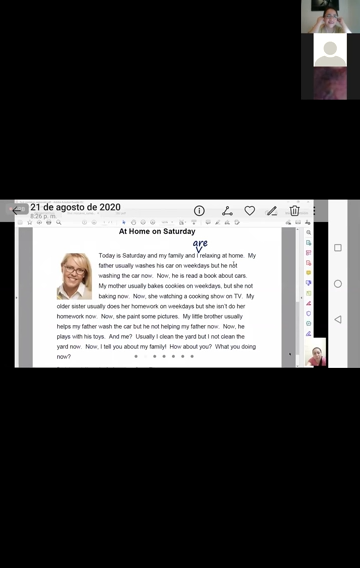 21 de agosto de 2020
8:26 p. m.
At Home on Saturday
are
Today is Saturday and my family and I relaxing at home. My
father usually washes his car on weekdays but he not
washing the car now. Now, he is read a book about cars.
My mother usually bakes cookies on weekdays, but she not
baking now. Now, she watching a cooking show on TV. My
older sister usually does her homework on weekdays but she isn't do her
homework now. Now, she paint some pictures. My little brother usually
helps my father wash the car but he not helping my father now. Now, he
plays with his toys. And me? Usually I clean the yard but I not clean the
yard now. Now, I tell you about my family! How about you? What you doing
now?